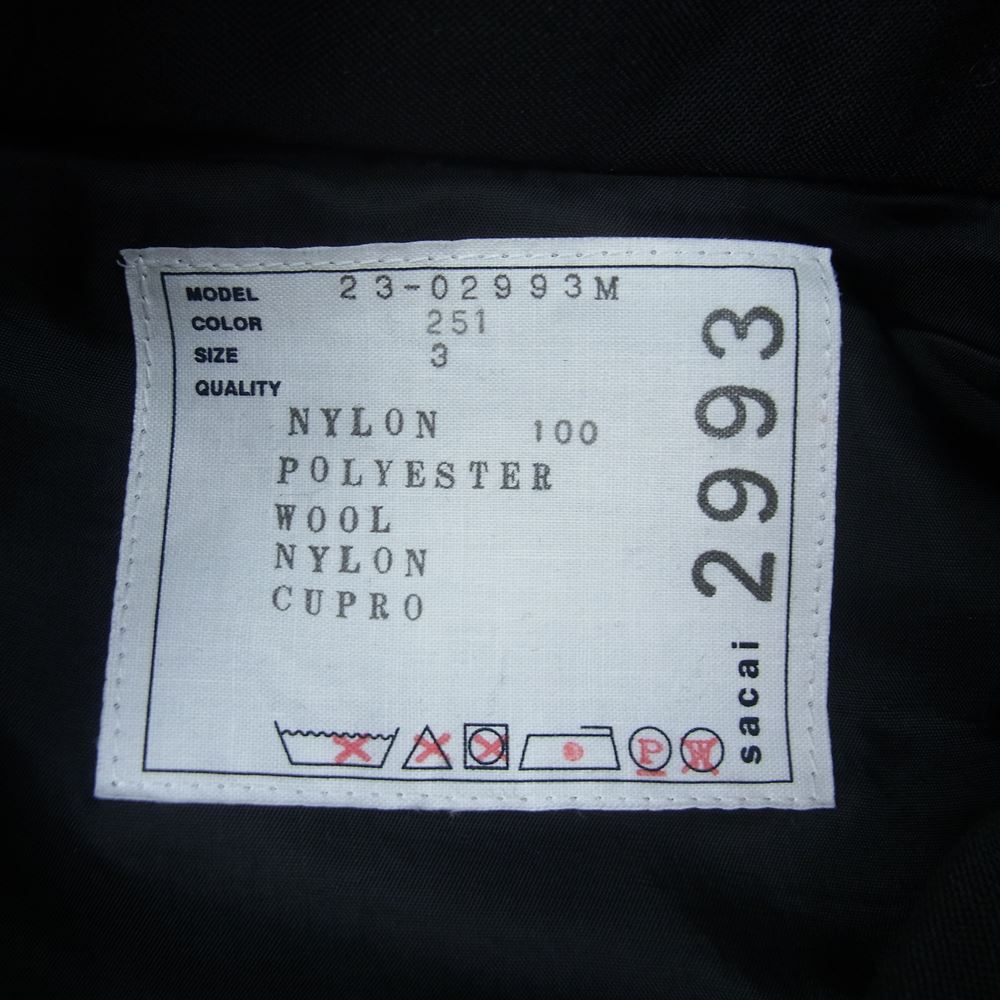 MODEL 23-02993M
COLOR 251
SIZE 3
QUALITY
NYLON 100
POLYESTER
WOOL
NYLON
CUPRO
P W
sacai 2993